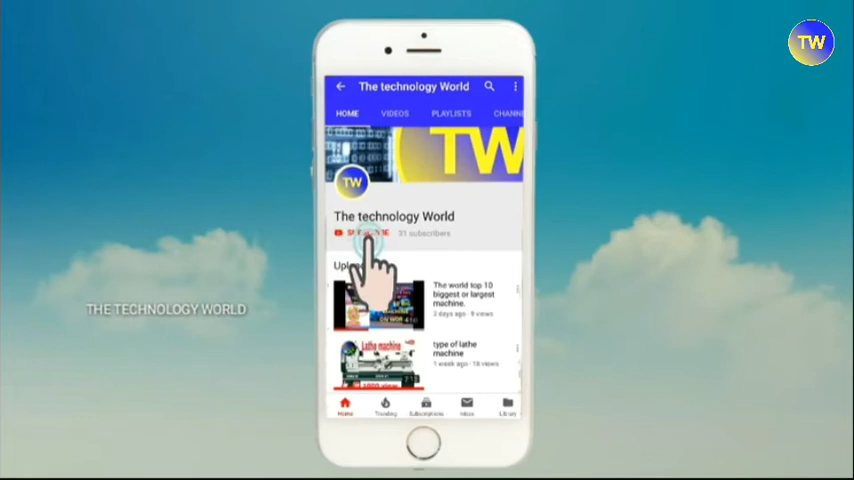 TW
The technology World
HOME VIDEOS PLAYLISTS CHANN
TW
TW
The technology World
31 subscribers
The world top 10
biggest or largest
machine.
2 days ago · 9 views
type of lathe
machine
1 week ago · 18 views
Lathe machine
Home Trending Subscriptions Inbox Library
THE TECHNOLOGY WORLD